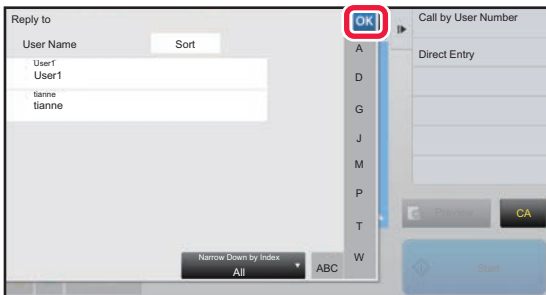 Reply to
OK
User Name
Sort
User1
User1
tianne
tianne
A
D
G
J
M
P
T
W
Narrow Down by Index
All
ABC
Call by User Number
Direct Entry
Preview
CA
Start